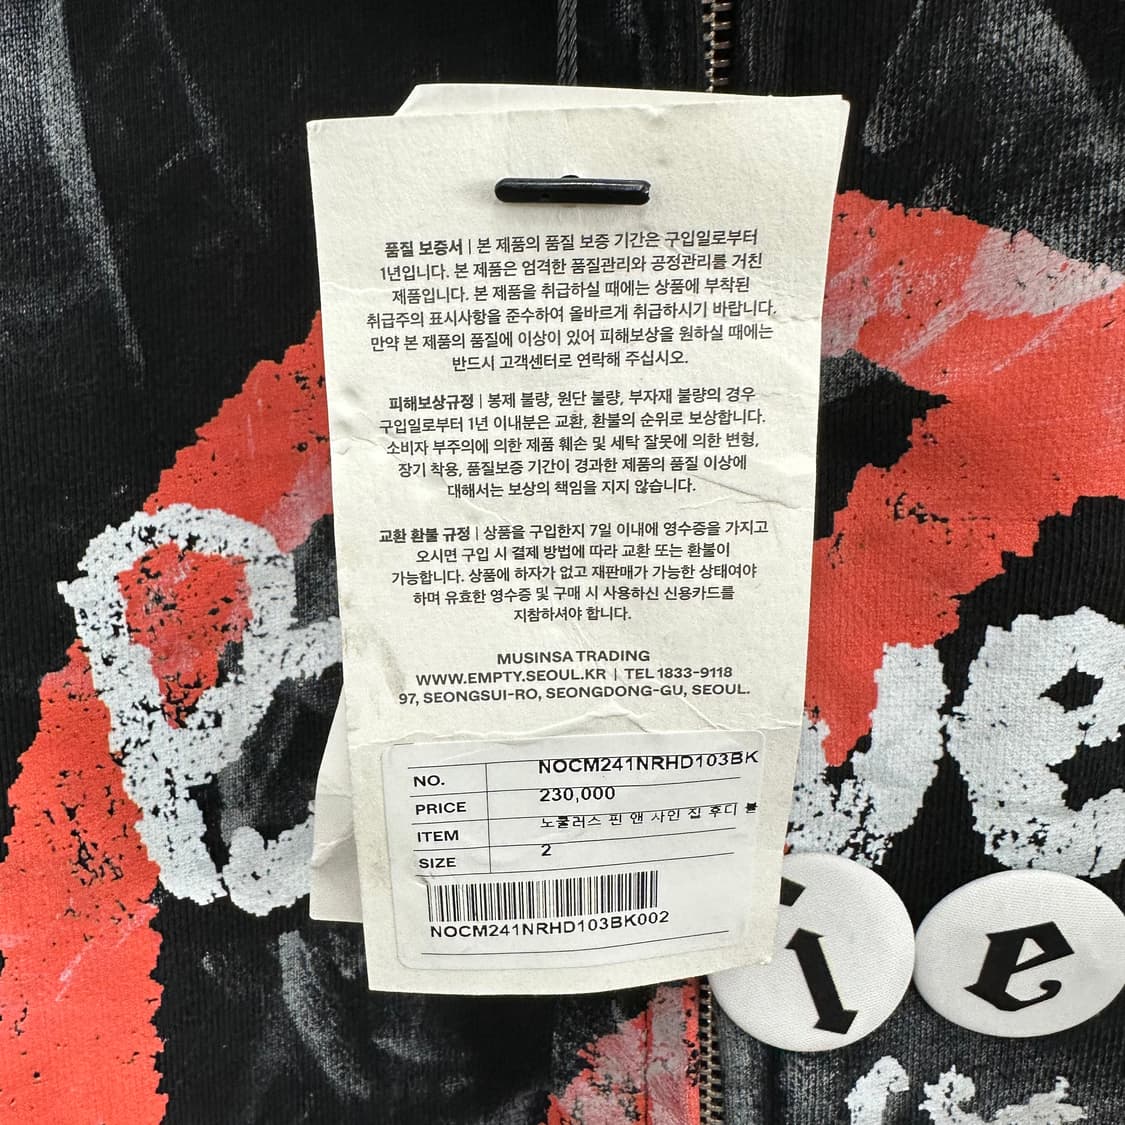 품질 보증서 | 본 제품의 품질 보증 기간은 구입일로부터
1년입니다. 본 제품은 엄격한 품질관리와 공정관리를 거친
제품입니다. 본 제품을 취급하실 때에는 상품에 부착된
취급주의 표시사항을 준수하여 올바르게 취급하시기 바랍니다.
만약 본 제품의 품질에 이상이 있어 피해보상을 원하실 때에는
반드시 고객센터로 연락해 주십시오.
피해보상규정 | 봉제 불량, 원단 불량, 부자재 불량의 경우
구입일로부터 1년 이내분은 교환, 환불의 순위로 보상합니다.
소비자 부주의에 의한 제품 훼손 및 세탁 잘못에 의한 변형,
장기 착용, 품질보증 기간이 경과한 제품의 품질 이상에
대해서는 보상의 책임을 지지 않습니다.
교환 환불 규정 | 상품을 구입한지 7일 이내에 영수증을 가지고
오시면 구입 시 결제 방법에 따라 교환 또는 환불이
가능합니다. 상품에 하자가 없고 재판매가 가능한 상태여야
하며 유효한 영수증 및 구매 시 사용하신 신용카드를
지참하셔야 합니다.
MUSINSA TRADING
WWW.EMPTY.SEOUL.KR | TEL 1833-9118
97, SEONGSUI-RO, SEONGDONG-GU, SEOUL.
NO. NOCM241NRHD103BK
PRICE 230,000
ITEM 노쿨러스 핀 앤 사인 집 후디 블
SIZE 2
NOCM241NRHD103BK002
e
e